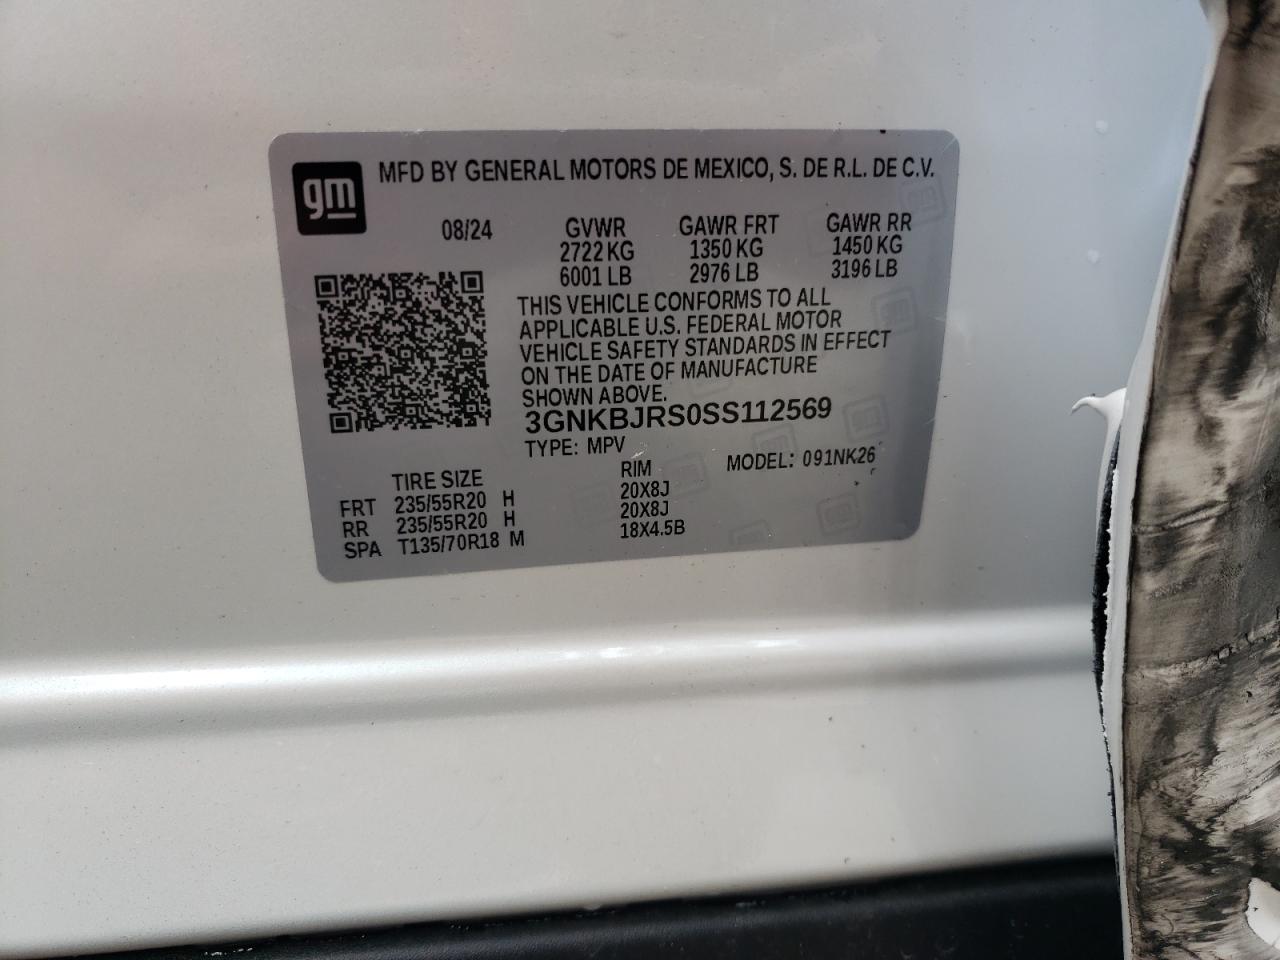 gm
MFD BY GENERAL MOTORS DE MEXICO, S. DE R.L. DE C.V.
08/24 GVWR GAWR FRT GAWR RR
2722 KG 1350 KG 1450 KG
6001 LB 2976 LB 3196 LB
THIS VEHICLE CONFORMS TO ALL
APPLICABLE U.S. FEDERAL MOTOR
VEHICLE SAFETY STANDARDS IN EFFECT
ON THE DATE OF MANUFACTURE
SHOWN ABOVE.
3GNKBJRS0SS112569
TYPE: MPV MODEL: 091NK26
TIRE SIZE RIM
FRT 235/55R20 H 20X8J
RR 235/55R20 H 20X8J
SPA T135/70R18 M 18X4.5B